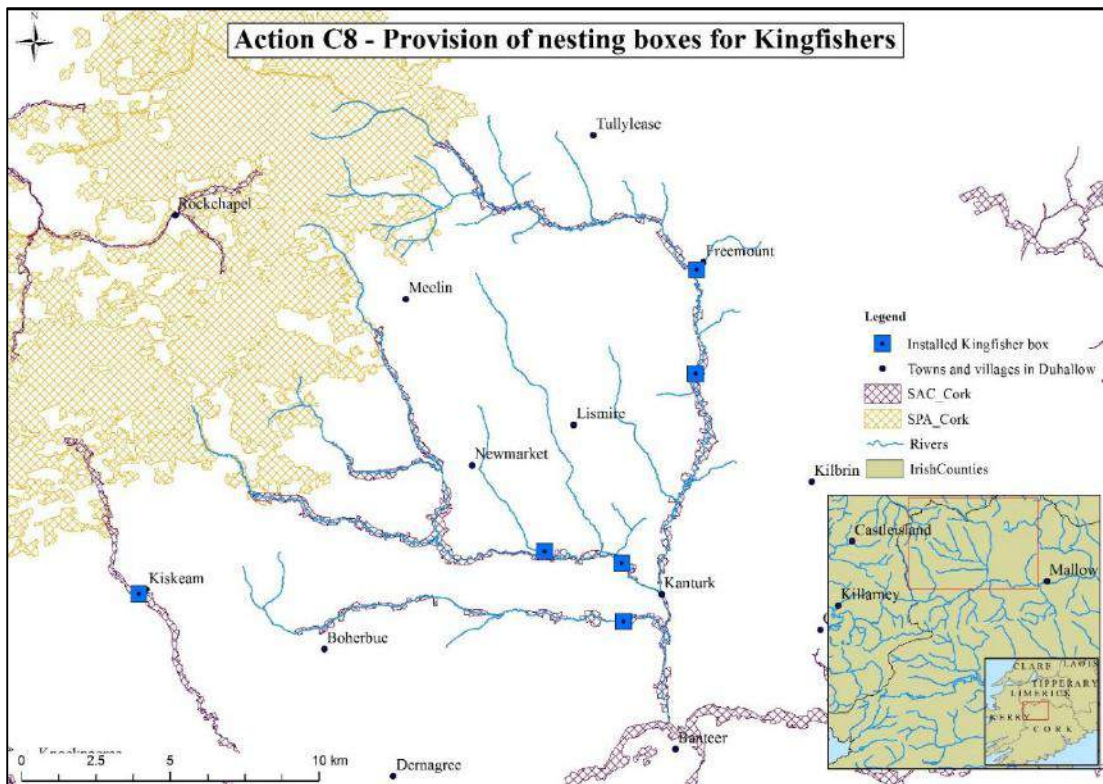 N
Action C8 - Provision of nesting boxes for Kingfishers
Tullylease
Rockchapel
Freemount
Meelin
Legend
Installed Kingfisher box
Towns and villages in Duhallow
SAC_Cork
SPA_Cork
Rivers
IrishCounties
Lismire
Newmarket
Kilbrin
Castleisland
Mallow
Killarney
Kiskeam
Kanturk
Boherbue
CLARE
LAOIS
TIPPERARY
LIMERICK
KERRY
CORK
Banteer
Dernagree
0 2.5 5 10 km